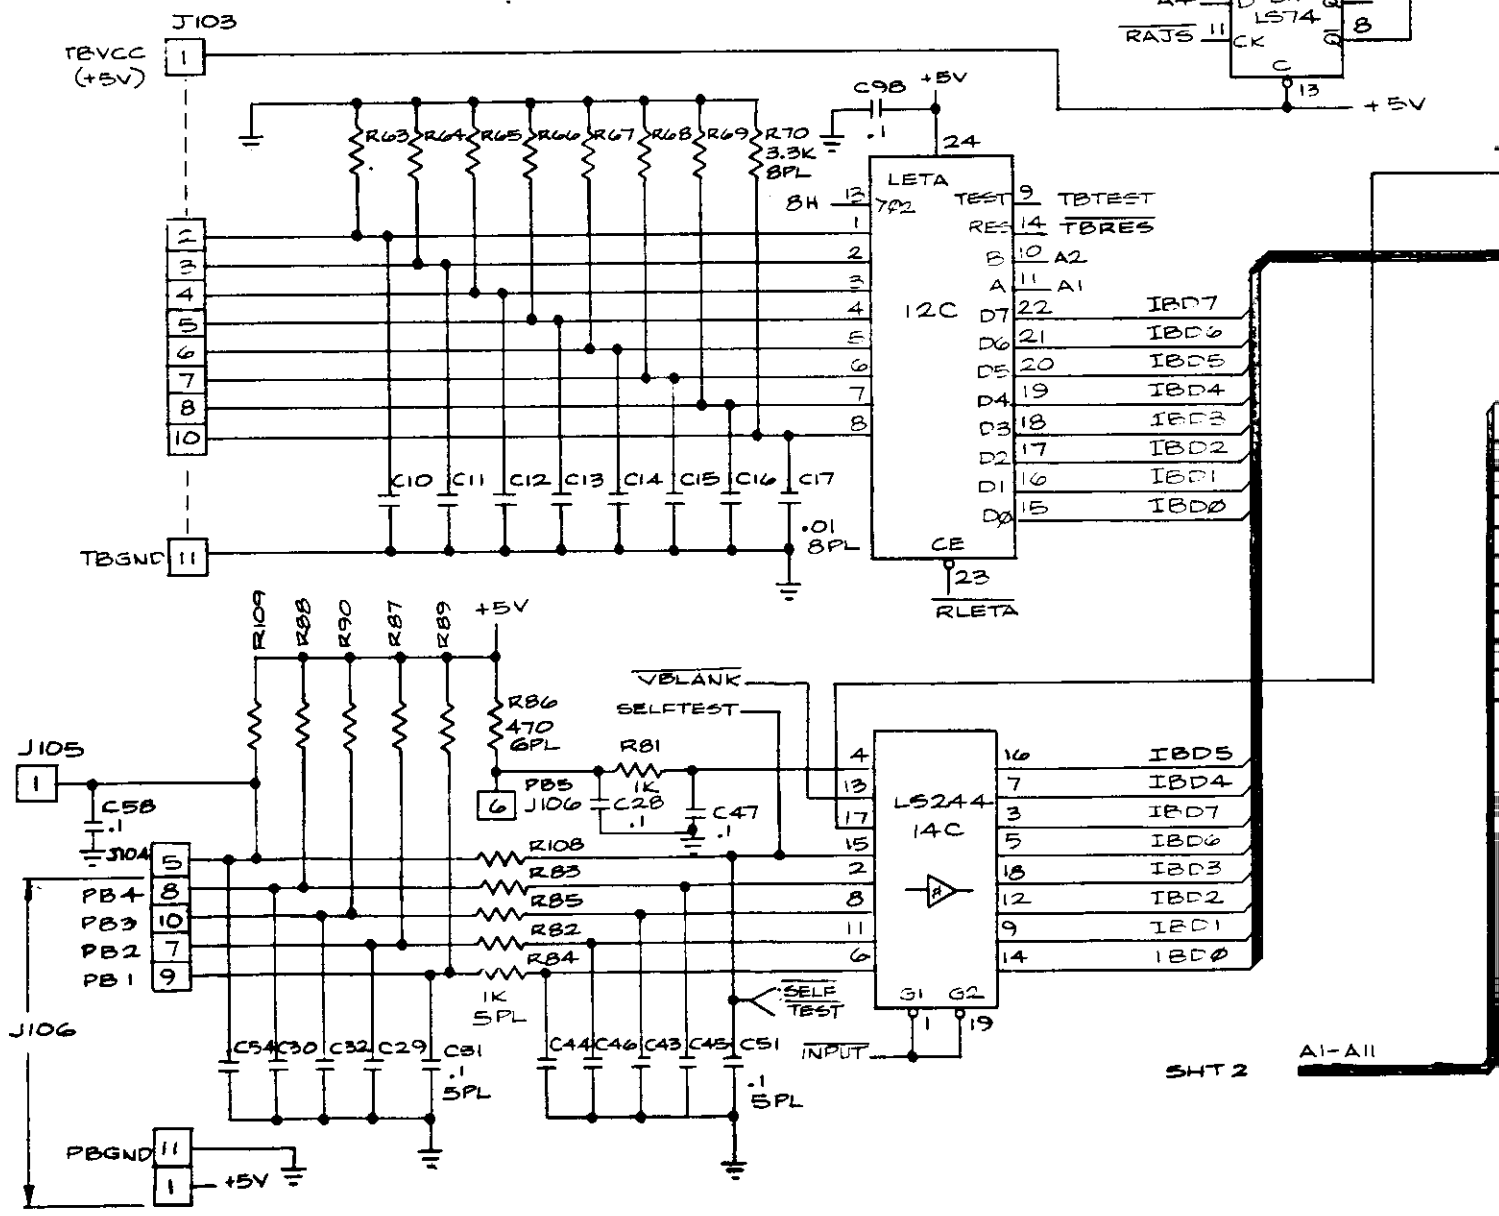 J103
TBVCC 1
(+5V)
LS74
RAJS 11 CK Q 8
C
13
+5V
C98 +5V
.1
24
R63 R64 R65 R66 R67 R68 R69 R70
3.3K
8PL
LETA
8H 13 7φ2 TEST 9 TBTEST
RES 14 TBRES
2 1 B 10 A2
3 2 A 11 A1
4 3 D7 22 IBD7
5 4 12C D6 21 IBD6
6 5 D5 20 IBD5
7 6 D4 19 IBD4
8 7 D3 18 IBD3
10 8 D2 17 IBD2
D1 16 IBD1
DØ 15 IBDØ
C10 C11 C12 C13 C14 C15 C16 C17
.01
8PL
TBGND 11
CE
23
RLETA
R109 R88 R90 R87 R89 +5V
VBLANK
SELFTEST
R86
470
6PL
J105
1
R81
1K
PB5
6 J106
C28
.1
C47
.1
C58
.1
4 16 IBD5
13 7 IBD4
LS244
17 3 IBD7
14C
15 5 IBD6
2 18 IBD3
8 12 IBD2
11 9 IBD1
6 14 IBDØ
J104 5 R108
PB4 8 R83
PB3 10 R85
PB2 7 R82
PB1 9 R84
1K
5PL
SELF
TEST
G1 G2
1 19
INPUT
J106
C54 C30 C32 C29 C31
.1
5PL
C44 C46 C43 C45 C51
.1
5PL
A1-A11
SHT 2
PBGND 11
1 +5V